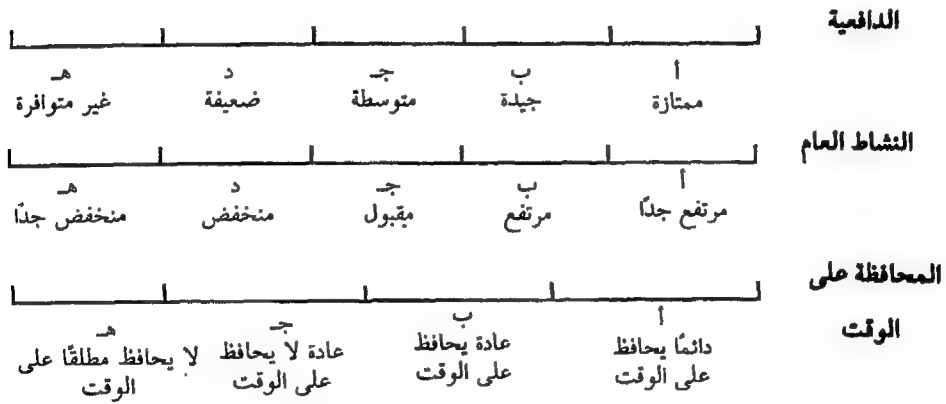 الدافعية
أ ب جـ د هـ
ممتازة جيدة متوسطة ضعيفة غير متوافرة
النشاط العام
أ ب جـ د هـ
مرتفع جدًا مرتفع مقبول منخفض منخفض جدًا
المحافظة على
الوقت
أ ب جـ هـ
دائمًا يحافظ عادة يحافظ عادة لا يحافظ لا يحافظ مطلقًا على
على الوقت على الوقت على الوقت الوقت